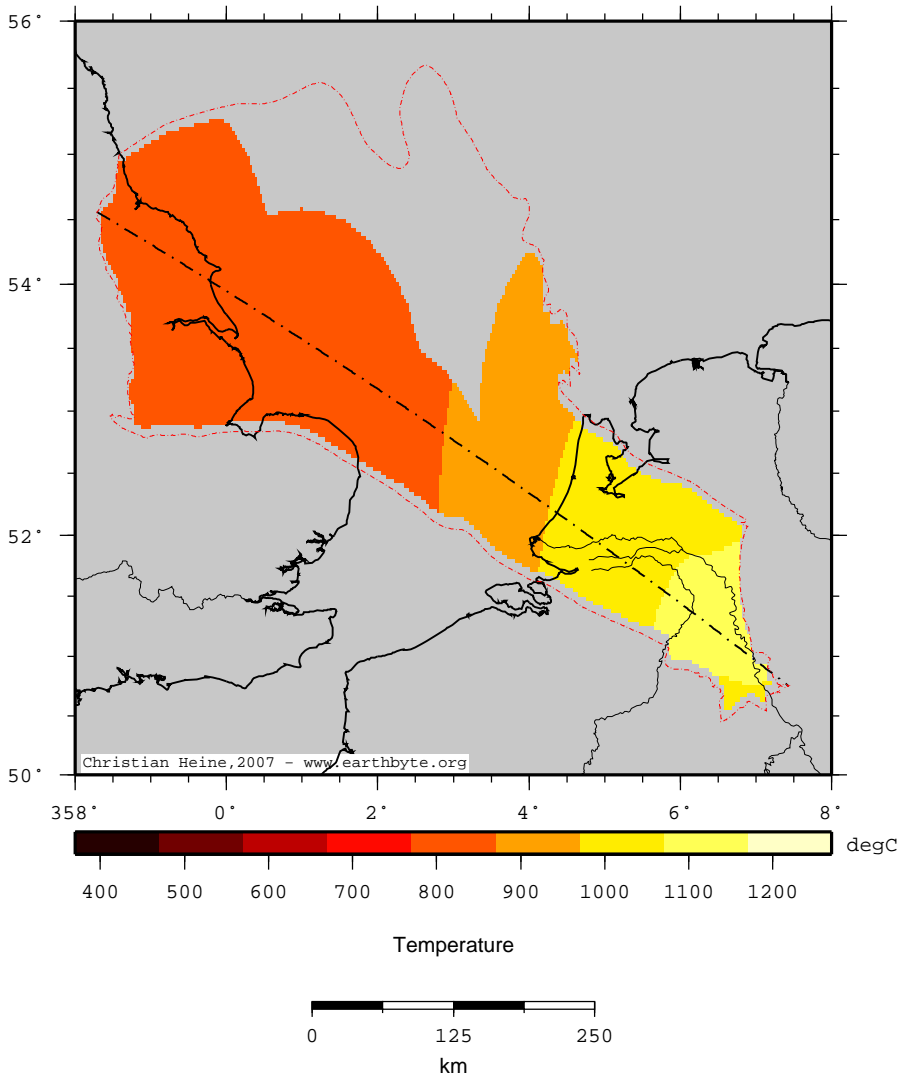 56°
54°
52°
50°
Christian Heine,2007 - www.earthbyte.org
358° 0° 2° 4° 6° 8°
degC
400 500 600 700 800 900 1000 1100 1200
Temperature
0 125 250
km